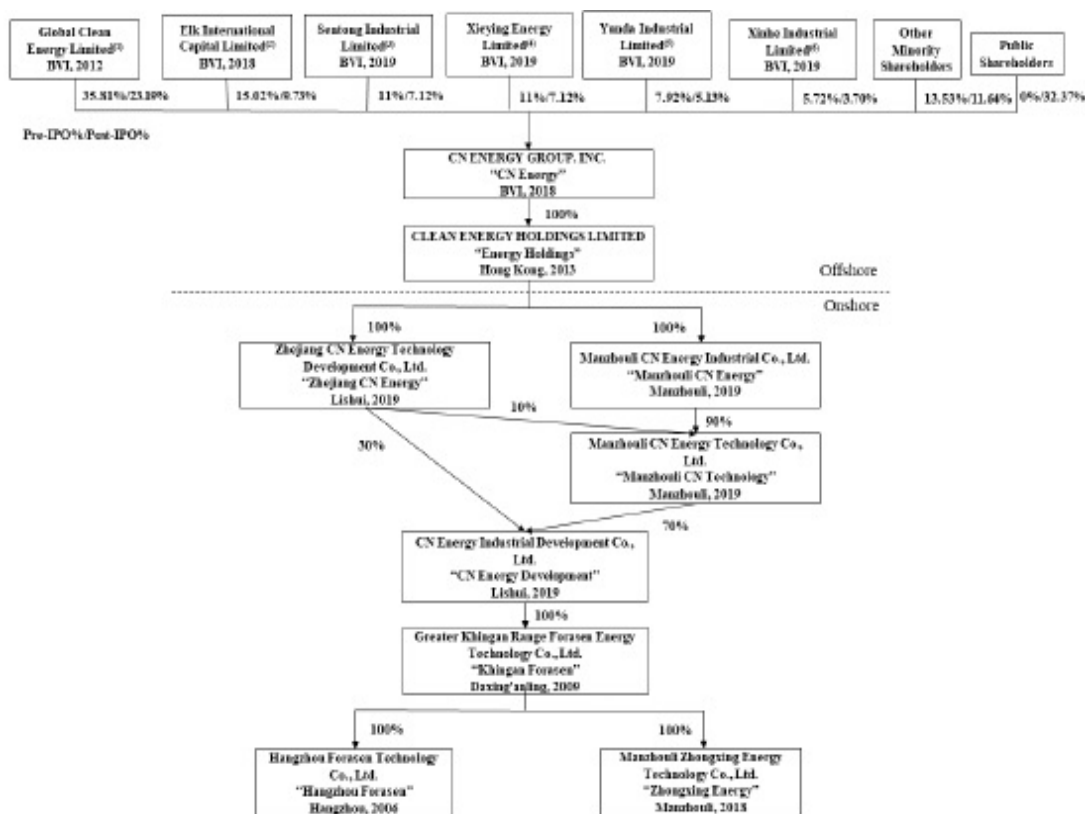 Global Clean
Energy Limited(1)
BVI, 2012
Elk International
Capital Limited(2)
BVI, 2018
Sentong Industrial
Limited(3)
BVI, 2019
Xieying Energy
Limited(4)
BVI, 2019
Yunda Industrial
Limited(5)
BVI, 2019
Xinho Industrial
Limited(6)
BVI, 2019
Other
Minority
Shareholders
Public
Shareholders
35.81%/23.19%
15.02%/9.73%
11%/7.12%
11%/7.12%
7.92%/5.13%
5.72%/3.70%
13.53%/11.64%
0%/32.37%
Pre-IPO%/Post-IPO%
CN ENERGY GROUP. INC.
“CN Energy”
BVI, 2018
100%
CLEAN ENERGY HOLDINGS LIMITED
“Energy Holdings”
Hong Kong, 2013
Offshore
Onshore
100%
100%
Zhejiang CN Energy Technology
Development Co., Ltd.
“Zhejiang CN Energy”
Lishui, 2019
Manzhouli CN Energy Industrial Co., Ltd.
“Manzhouli CN Energy”
Manzhouli, 2019
10%
90%
30%
Manzhouli CN Energy Technology Co.,
Ltd.
“Manzhouli CN Technology”
Manzhouli, 2019
70%
CN Energy Industrial Development Co.,
Ltd.
“CN Energy Development”
Lishui, 2019
100%
Greater Khingan Range Forasen Energy
Technology Co., Ltd.
“Khingan Forasen”
Daxing'anling, 2009
100%
100%
Hangzhou Forasen Technology
Co., Ltd.
“Hangzhou Forasen”
Hangzhou, 2006
Manzhouli Zhongxing Energy
Technology Co., Ltd.
“Zhongxing Energy”
Manzhouli, 2018